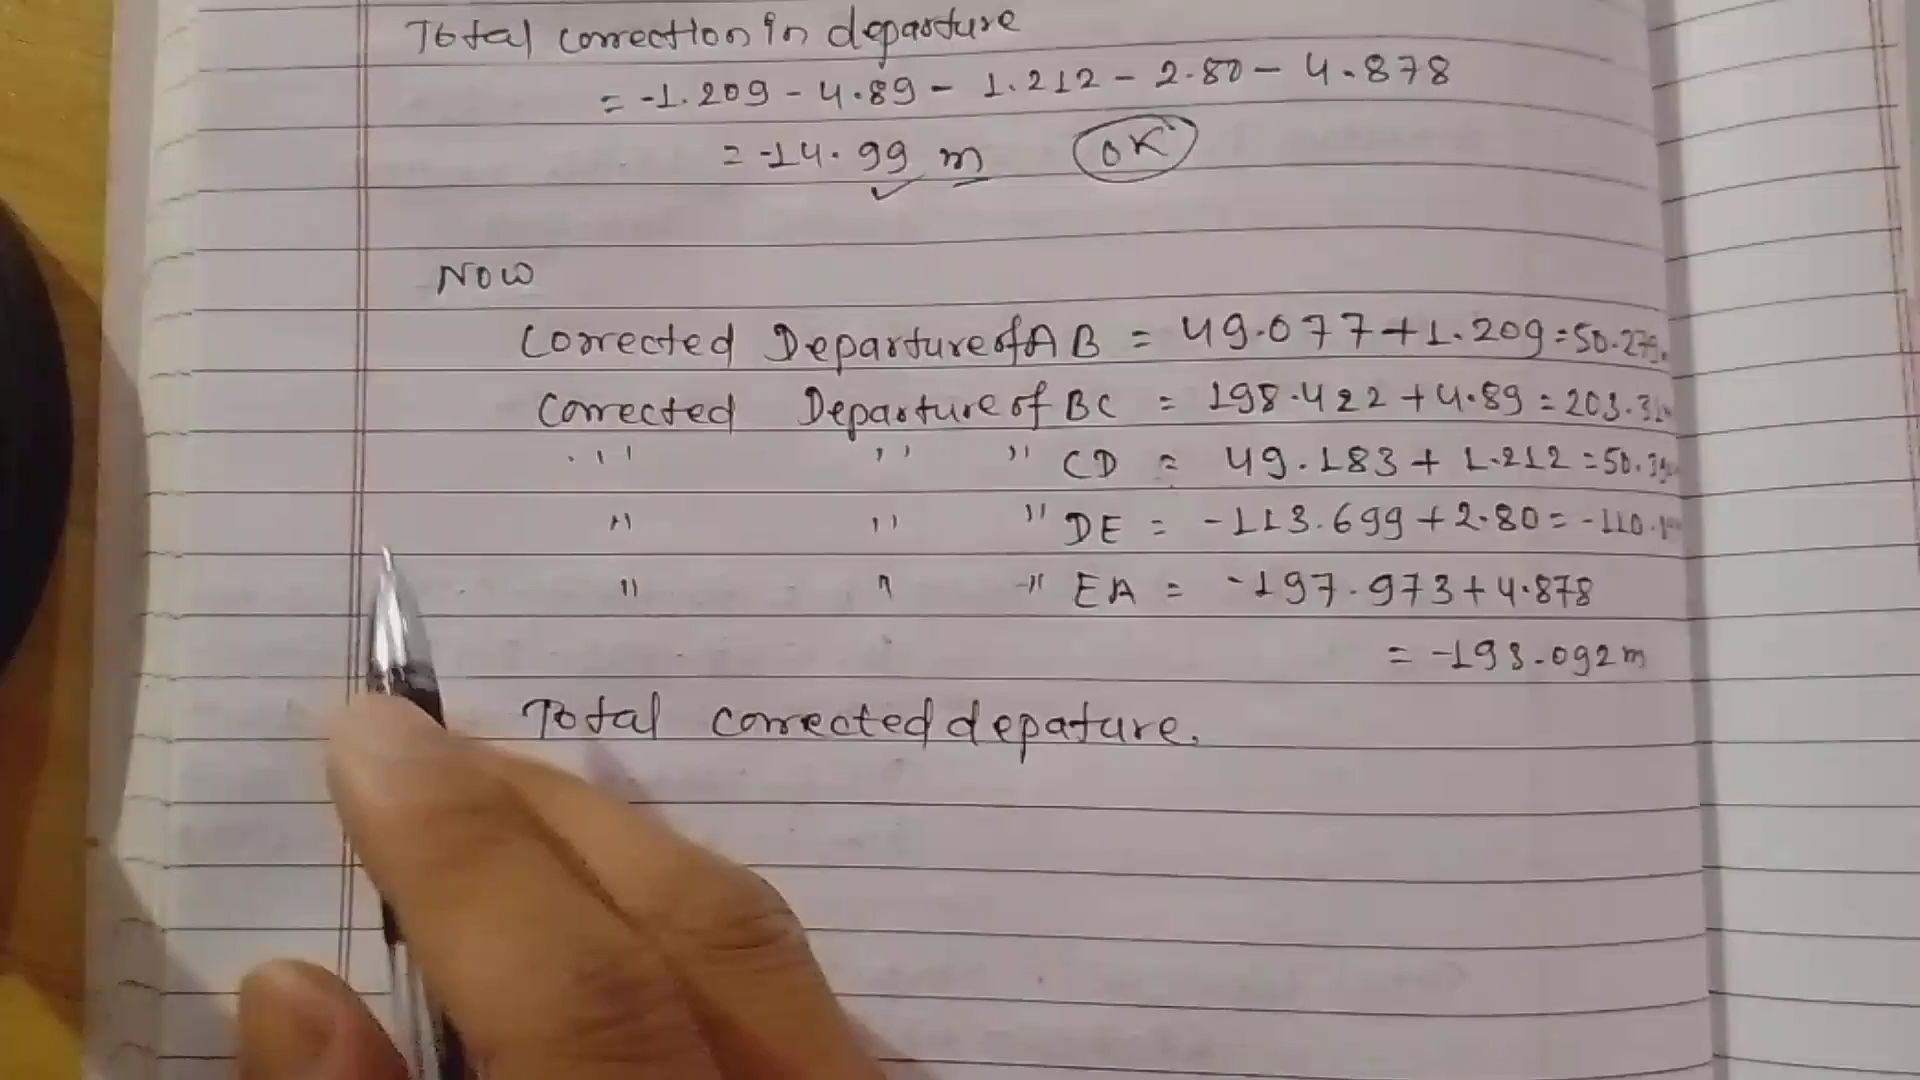 Total correction in departure
= -1.209 - 4.89 - 1.212 - 2.80 - 4.878
= -14.99 m OK
Now
Corrected Departure of AB = 49.077 + 1.209 = 50.279
Corrected Departure of BC = 198.422 + 4.89 = 203.31
" " " CD = 49.183 + 1.212 = 50.39
" " " DE = -113.699 + 2.80 = -110.
" " " EA = -197.973 + 4.878
= -193.092 m
Total corrected depature.